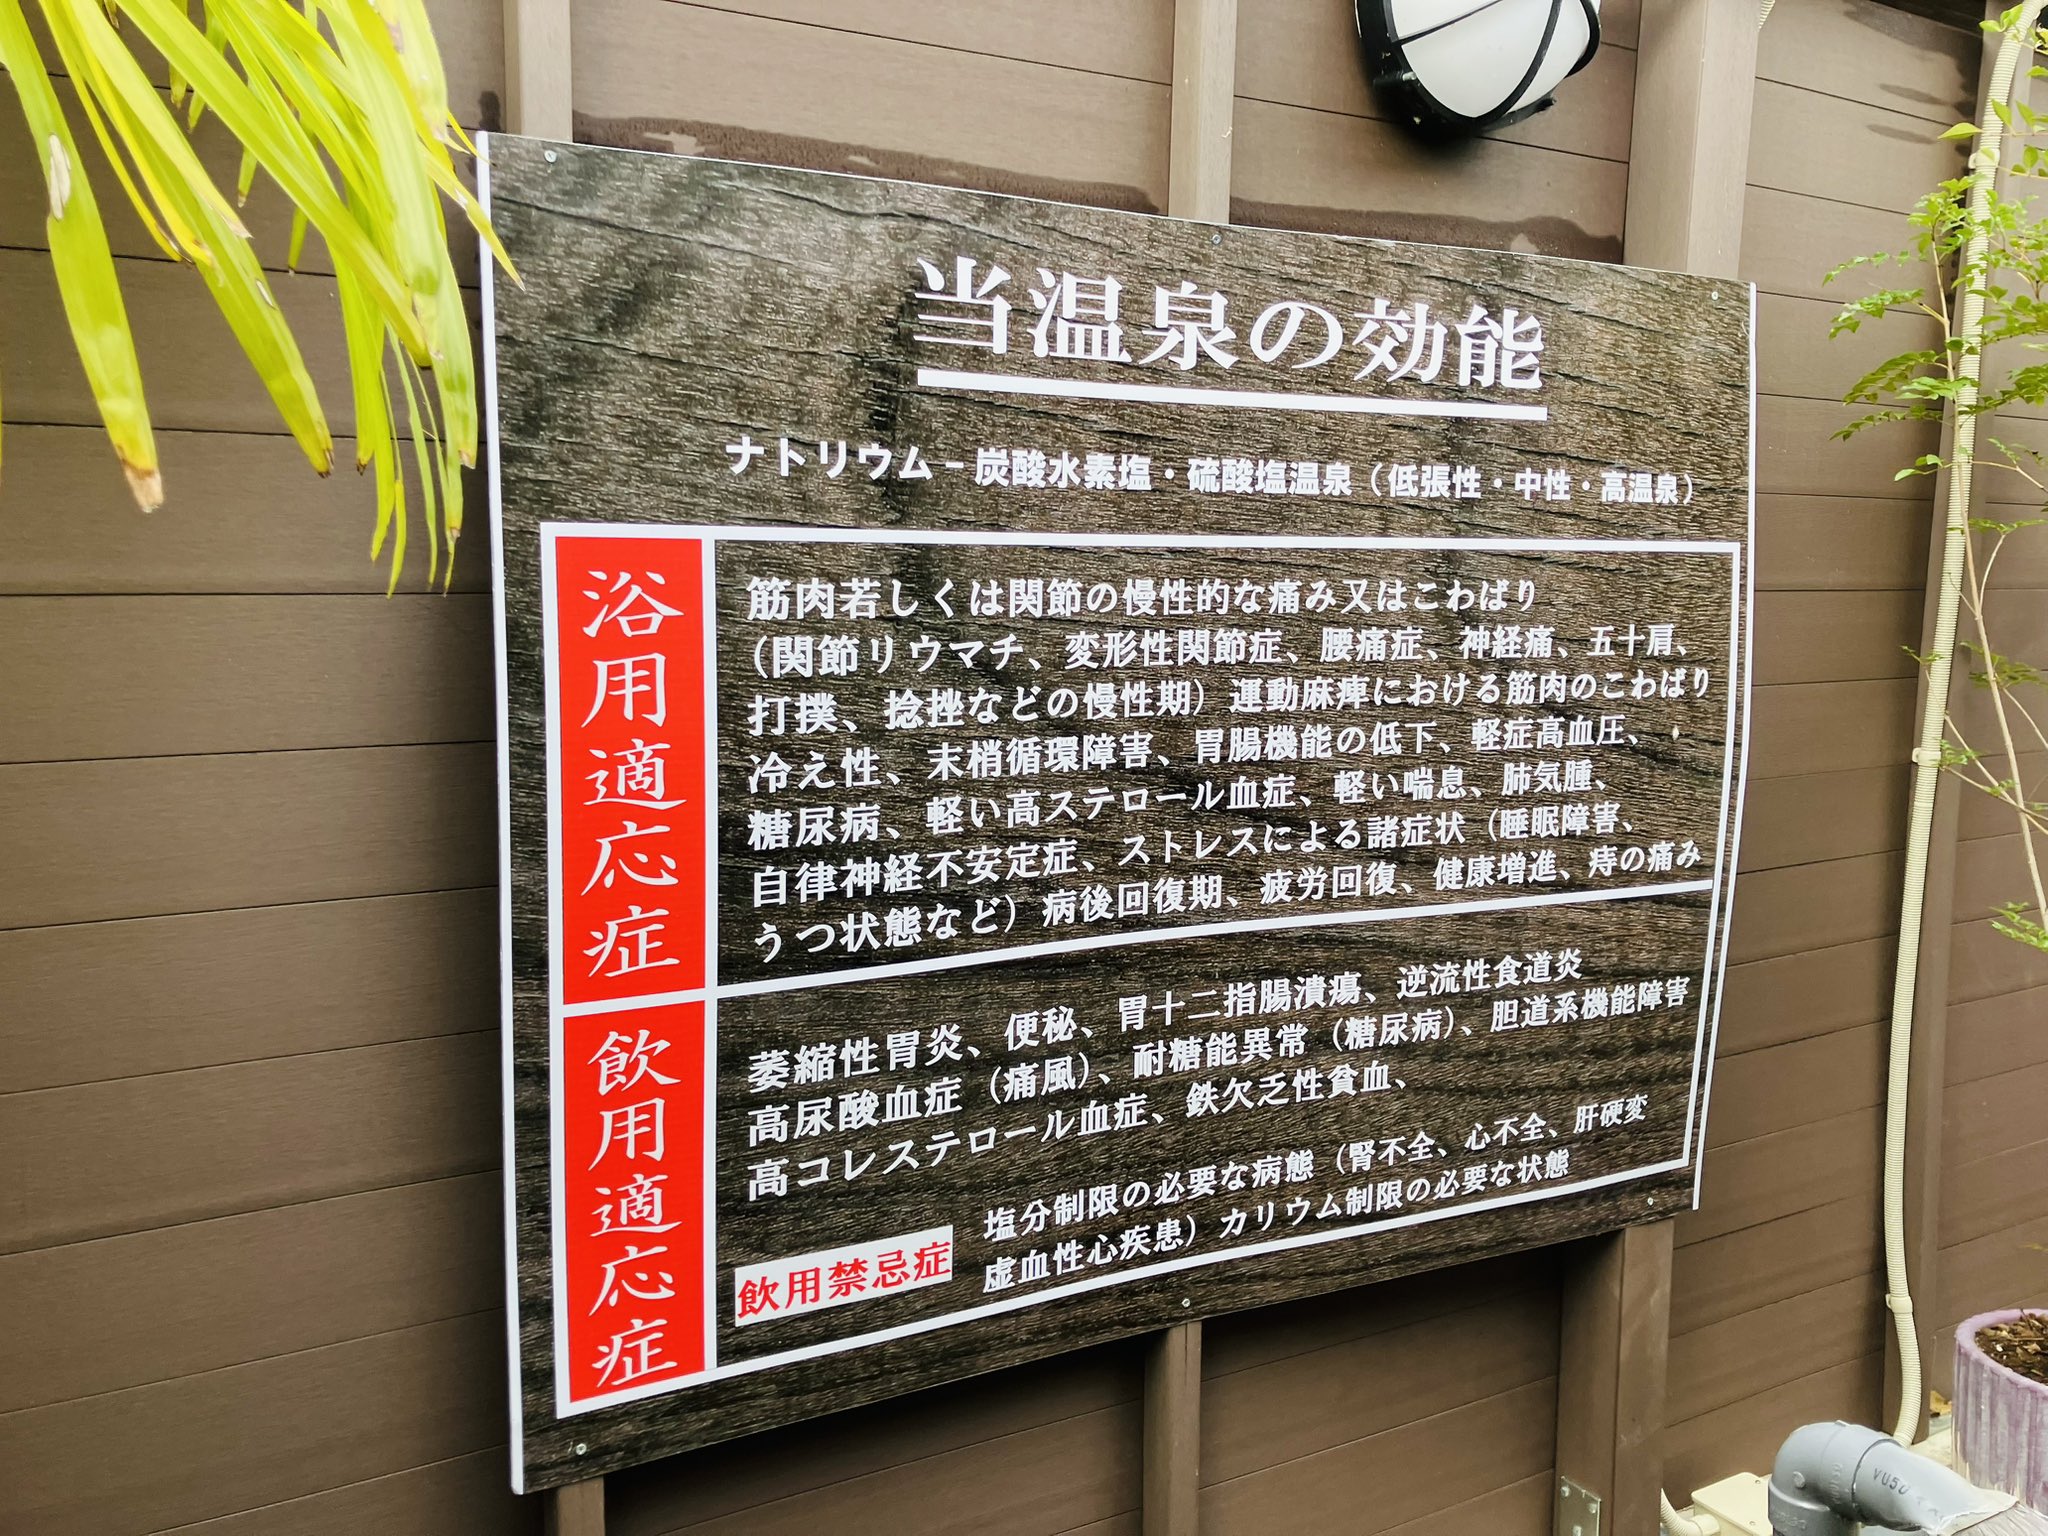 当温泉の効能
ナトリウム-炭酸水素塩・硫酸塩温泉（低張性・中性・高温泉）
浴用適応症
筋肉若しくは関節の慢性的な痛み又はこわばり
(関節リウマチ、変形性関節症、腰痛症、神経痛、五十肩、
打撲、捻挫などの慢性期）運動麻痺における筋肉のこわばり
冷え性、末梢循環障害、胃腸機能の低下、軽症高血圧、
糖尿病、軽い高ステロール血症、軽い喘息、肺気腫、
自律神経不安定症、ストレスによる諸症状（睡眠障害、
うつ状態など）病後回復期、疲労回復、健康増進、痔の痛み
飲用適応症
萎縮性胃炎、便秘、胃十二指腸潰瘍、逆流性食道炎
高尿酸血症（痛風）、耐糖能異常（糖尿病）、胆道系機能障害
高コレステロール血症、鉄欠乏性貧血、
飲用禁忌症
塩分制限の必要な病態（腎不全、心不全、肝硬変
虚血性心疾患）カリウム制限の必要な状態
VU50